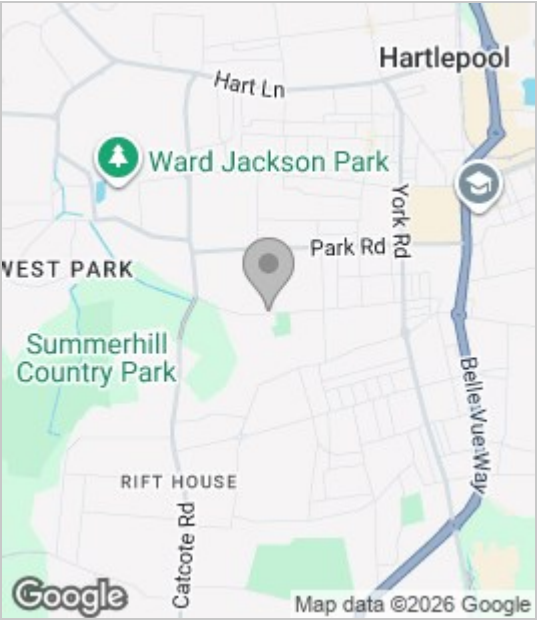 Hartlepool
Hart Ln
Ward Jackson Park
York Rd
Park Rd
WEST PARK
Summerhill
Country Park
Belle Vue Way
RIFT HOUSE
Catcote Rd
Google
Map data ©2026 Google